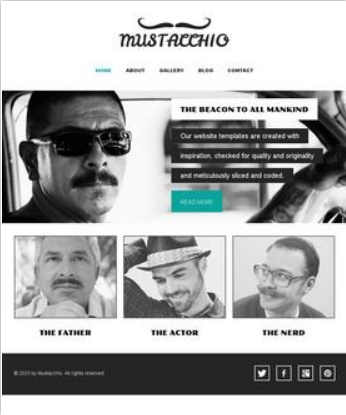 MUSTACCHIO
HOME ABOUT GALLERY BLOG CONTACT
THE BEACON TO ALL MANKIND
Our website templates are created with
inspiration, checked for quality and originality
and meticulously sliced and coded.
READ MORE
THE FATHER THE ACTOR THE NERD
© 2023 by Mustacchio. All rights reserved.